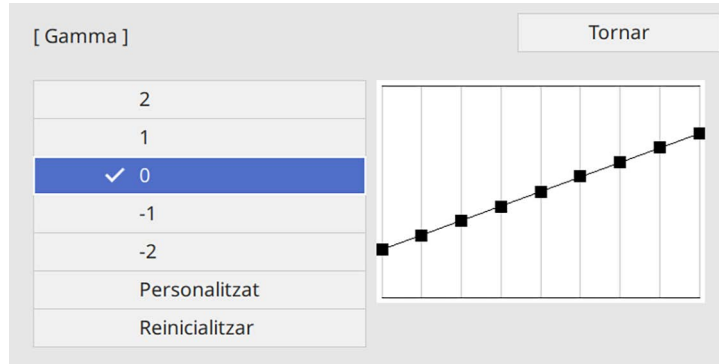 [ Gamma ]
Tornar
2
1
0
-1
-2
Personalitzat
Reinicialitzar